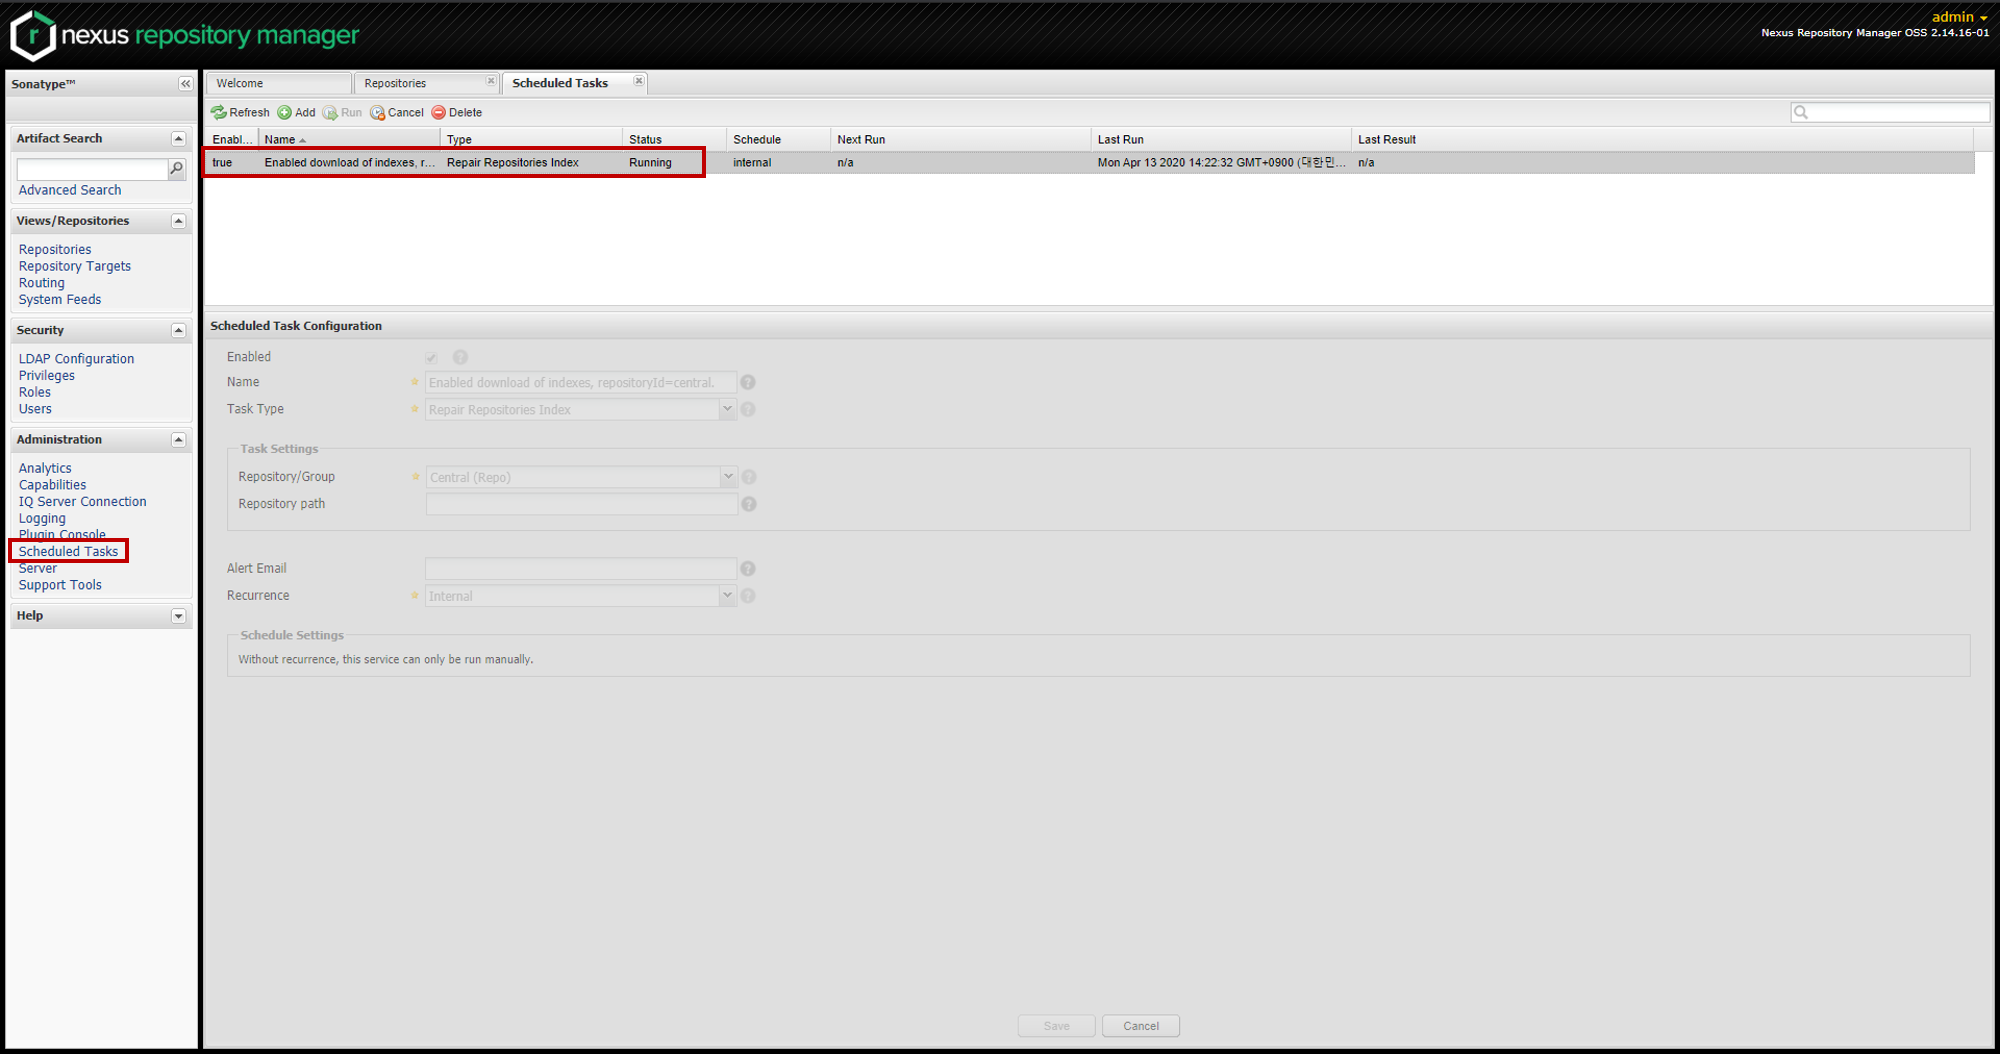 nexus repository manager
admin
Nexus Repository Manager OSS 2.14.16-01
Sonatype™
Artifact Search
Advanced Search
Views/Repositories
Repositories
Repository Targets
Routing
System Feeds
Security
LDAP Configuration
Privileges
Roles
Users
Administration
Analytics
Capabilities
IQ Server Connection
Logging
Plugin Console
Scheduled Tasks
Server
Support Tools
Help
Welcome Repositories Scheduled Tasks
Refresh Add Run Cancel Delete
Enabl... Name Type Status Schedule Next Run Last Run Last Result
true Enabled download of indexes, r... Repair Repositories Index Running internal n/a Mon Apr 13 2020 14:22:32 GMT+0900 (대한민... n/a
Scheduled Task Configuration
Enabled
Name Enabled download of indexes, repositoryId=central.
Task Type Repair Repositories Index
Task Settings
Repository/Group Central (Repo)
Repository path
Alert Email
Recurrence Internal
Schedule Settings
Without recurrence, this service can only be run manually.
Save Cancel